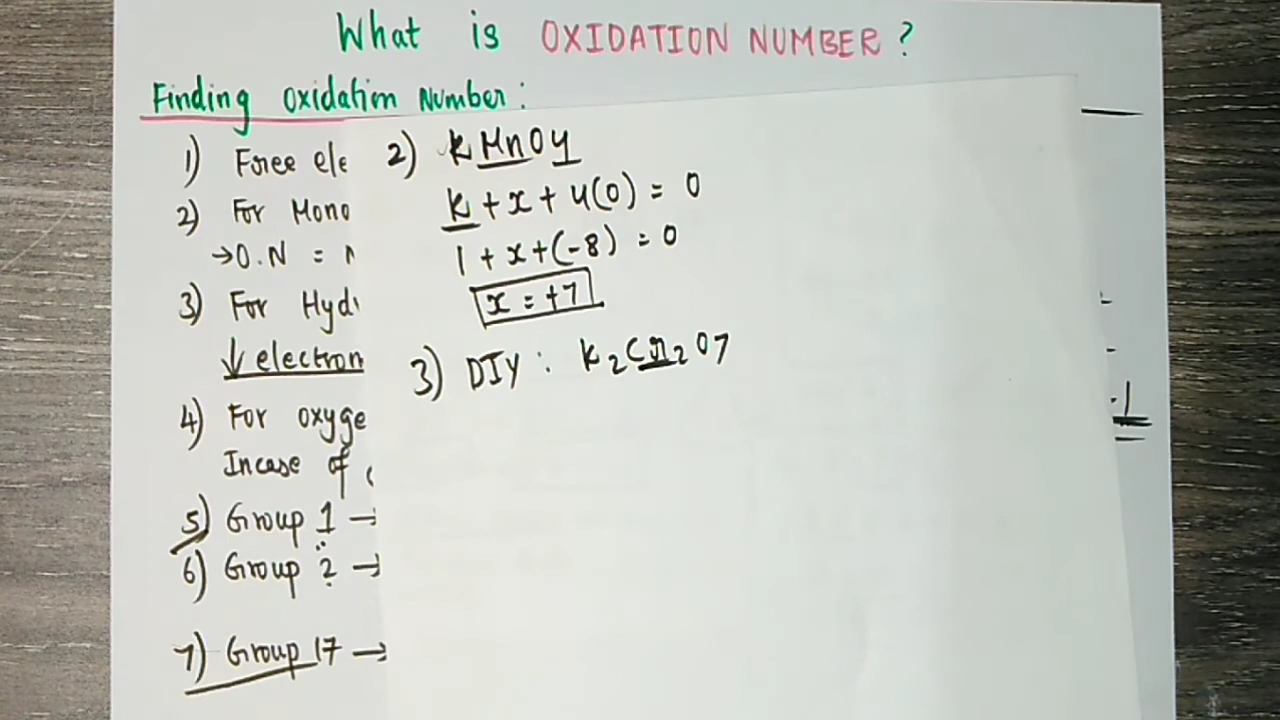 What is OXIDATION NUMBER ?
Finding Oxidation Number :
1) Free ele
2) For Mono
→ O.N =
3) For Hyd
↓ electron
4) For oxyge
Incase of
5) Group 1 →
6) Group 2 →
7) Group 17 →
2) KMnO4
K + x + 4(0) = 0
1 + x + (-8) = 0
x = +7
3) DIY : K2Cr2O7
-1